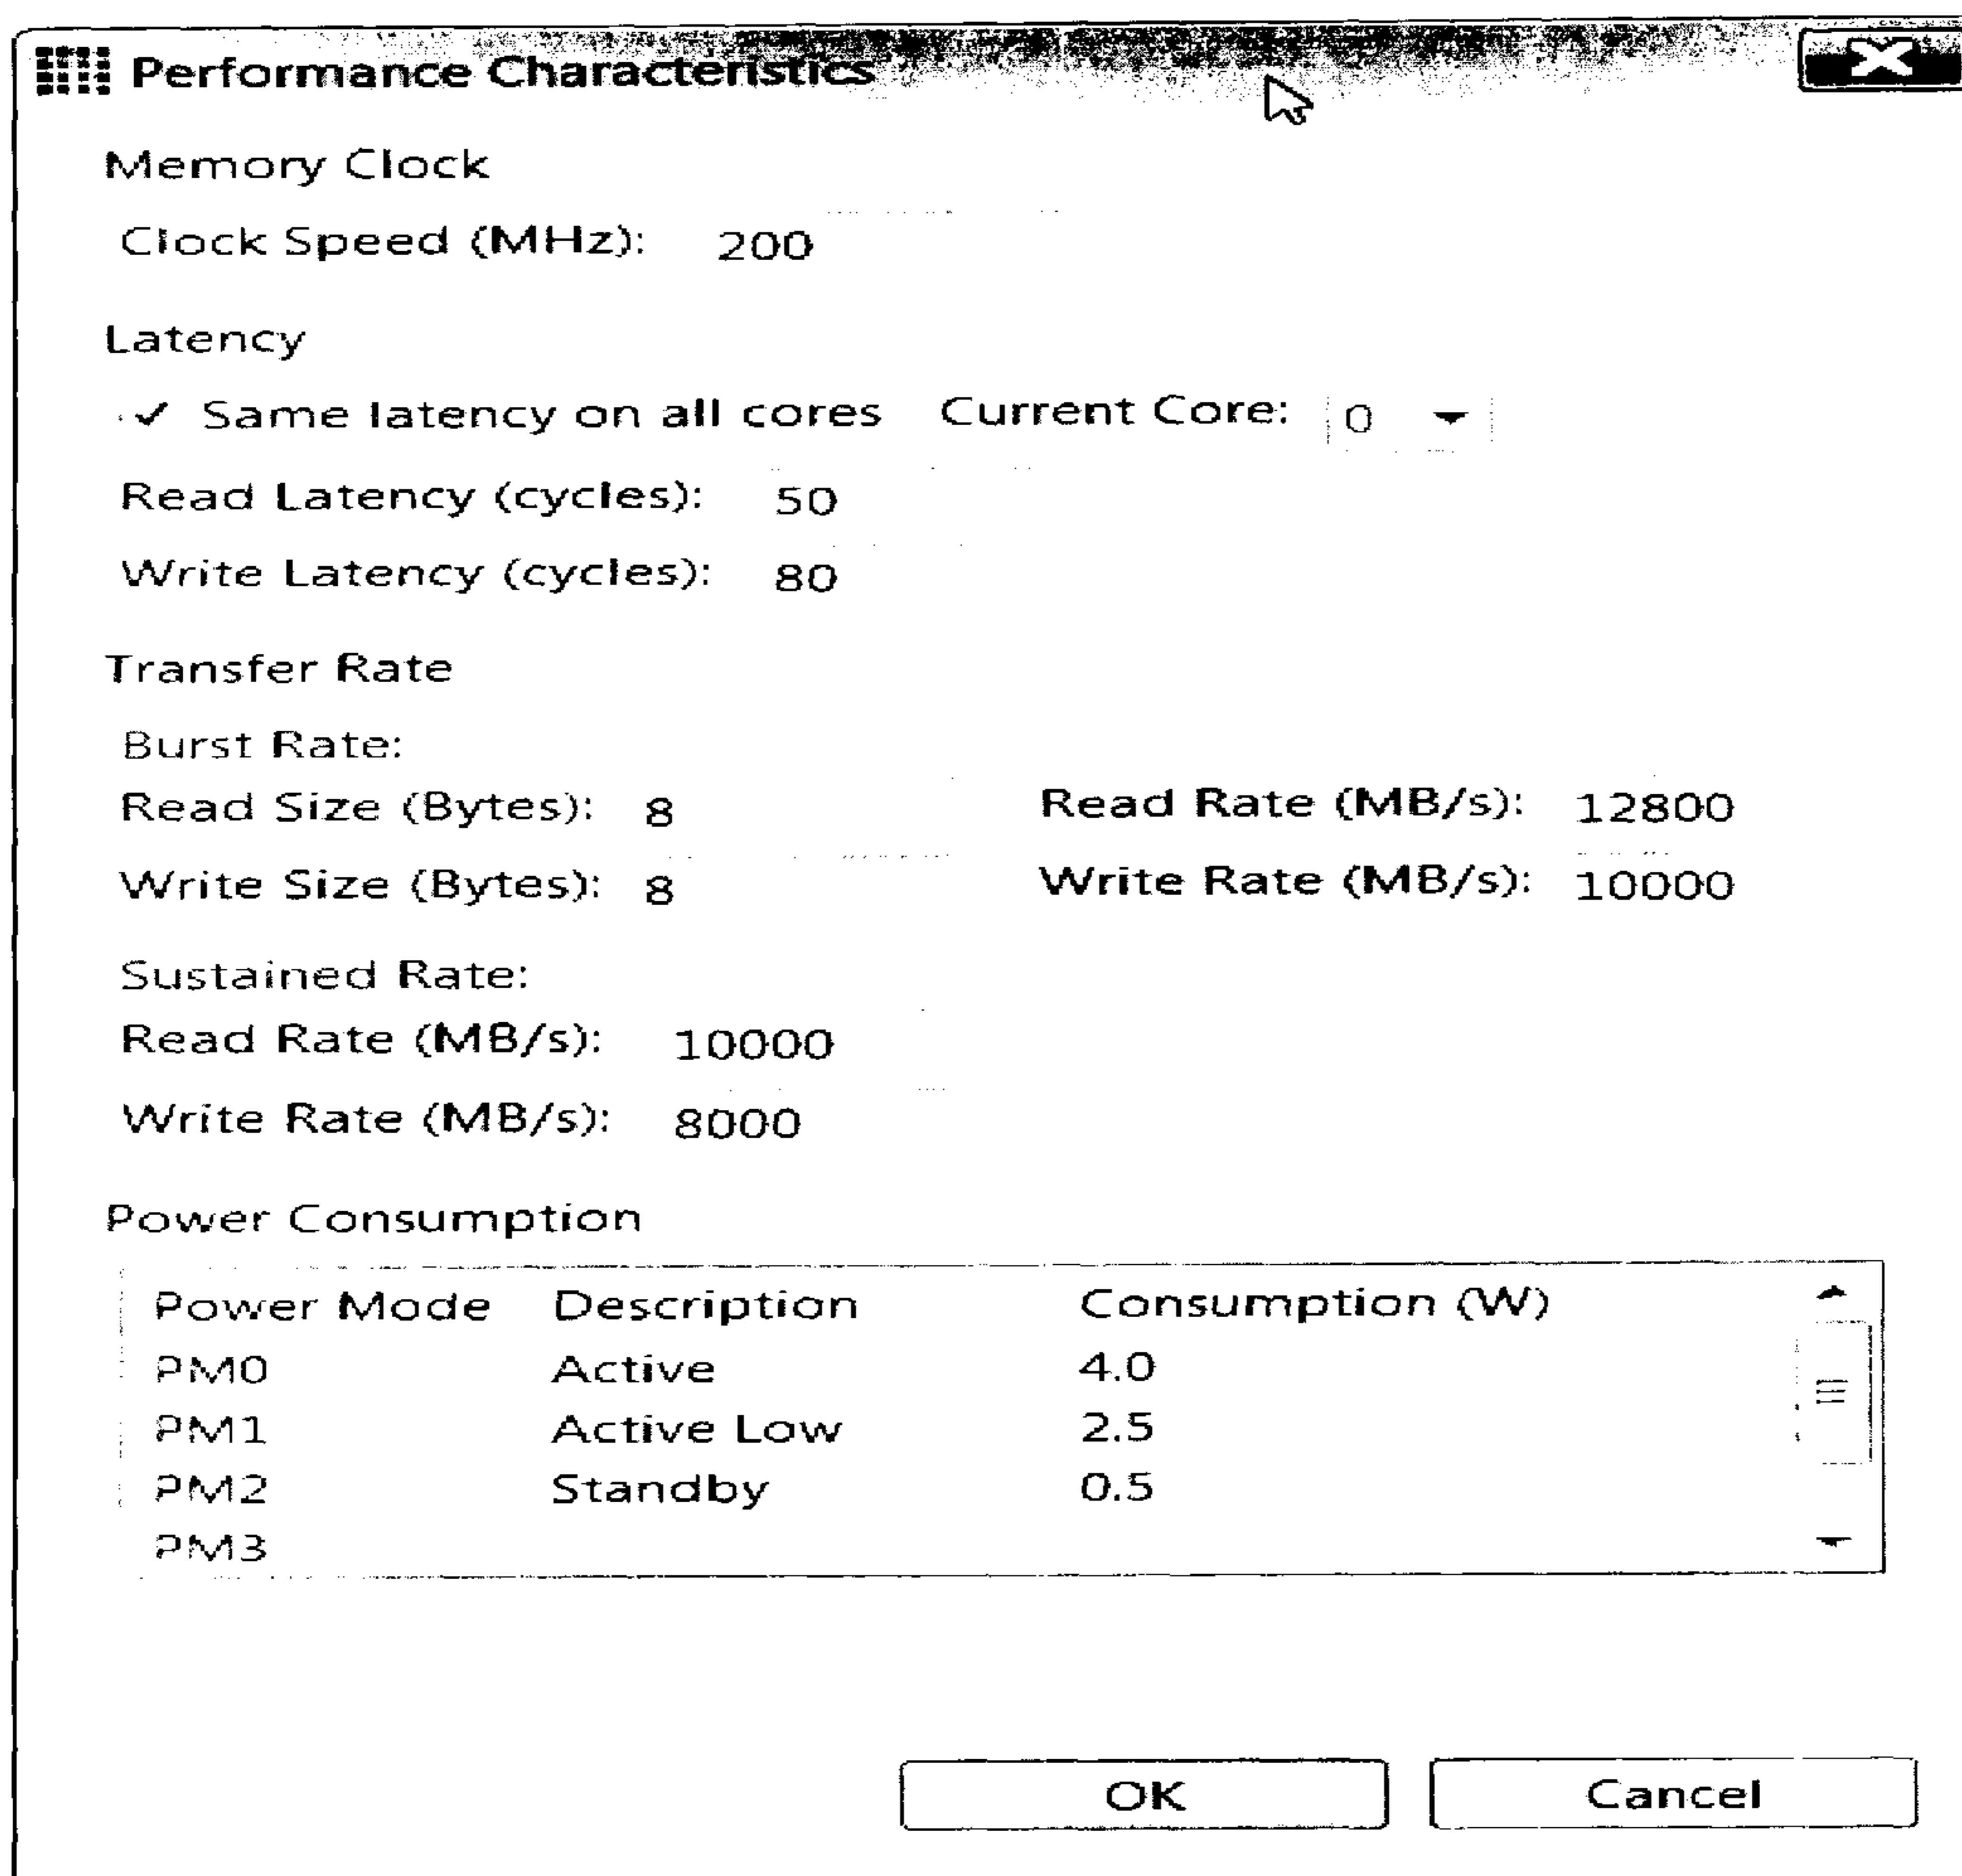 Performance Characteristics
Memory Clock
Clock Speed (MHz): 200
Latency
✓ Same latency on all cores Current Core: 0
Read Latency (cycles): 50
Write Latency (cycles): 80
Transfer Rate
Burst Rate:
Read Size (Bytes): 8 Read Rate (MB/s): 12800
Write Size (Bytes): 8 Write Rate (MB/s): 10000
Sustained Rate:
Read Rate (MB/s): 10000
Write Rate (MB/s): 8000
Power Consumption
Power Mode Description Consumption (W)
PM0 Active 4.0
PM1 Active Low 2.5
PM2 Standby 0.5
PM3
OK Cancel